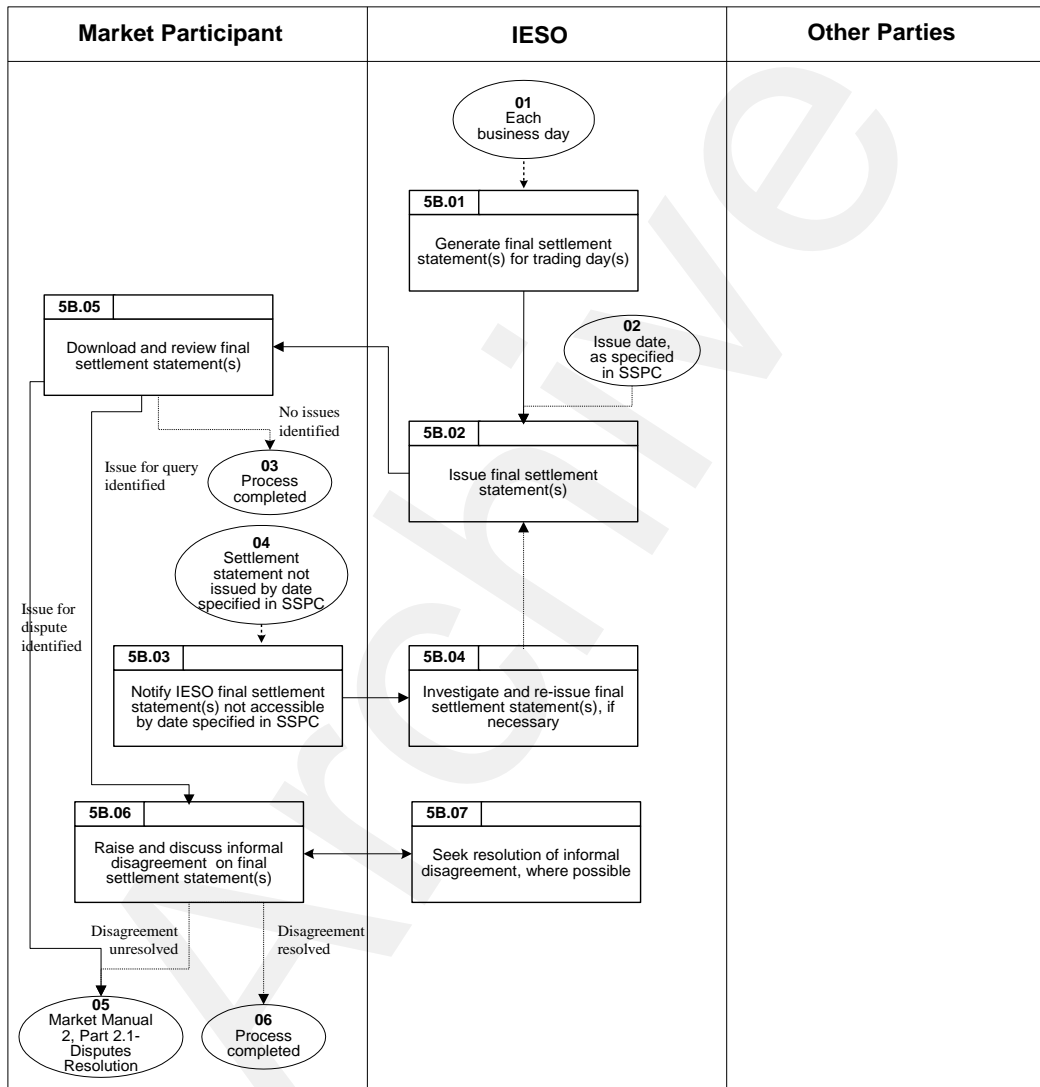 Market Participant
IESO
Other Parties
01
Each
business day
5B.01
Generate final settlement
statement(s) for trading day(s)
5B.05
Download and review final
settlement statement(s)
02
Issue date,
as specified
in SSPC
No issues
identified
5B.02
Issue final settlement
statement(s)
Issue for query
identified
03
Process
completed
04
Settlement
statement not
issued by date
specified in SSPC
Issue for
dispute
identified
5B.03
Notify IESO final settlement
statement(s) not accessible
by date specified in SSPC
5B.04
Investigate and re-issue final
settlement statement(s), if
necessary
5B.06
Raise and discuss informal
disagreement on final
settlement statement(s)
5B.07
Seek resolution of informal
disagreement, where possible
Disagreement
unresolved
Disagreement
resolved
05
Market Manual
2, Part 2.1-
Disputes
Resolution
06
Process
completed
Archive